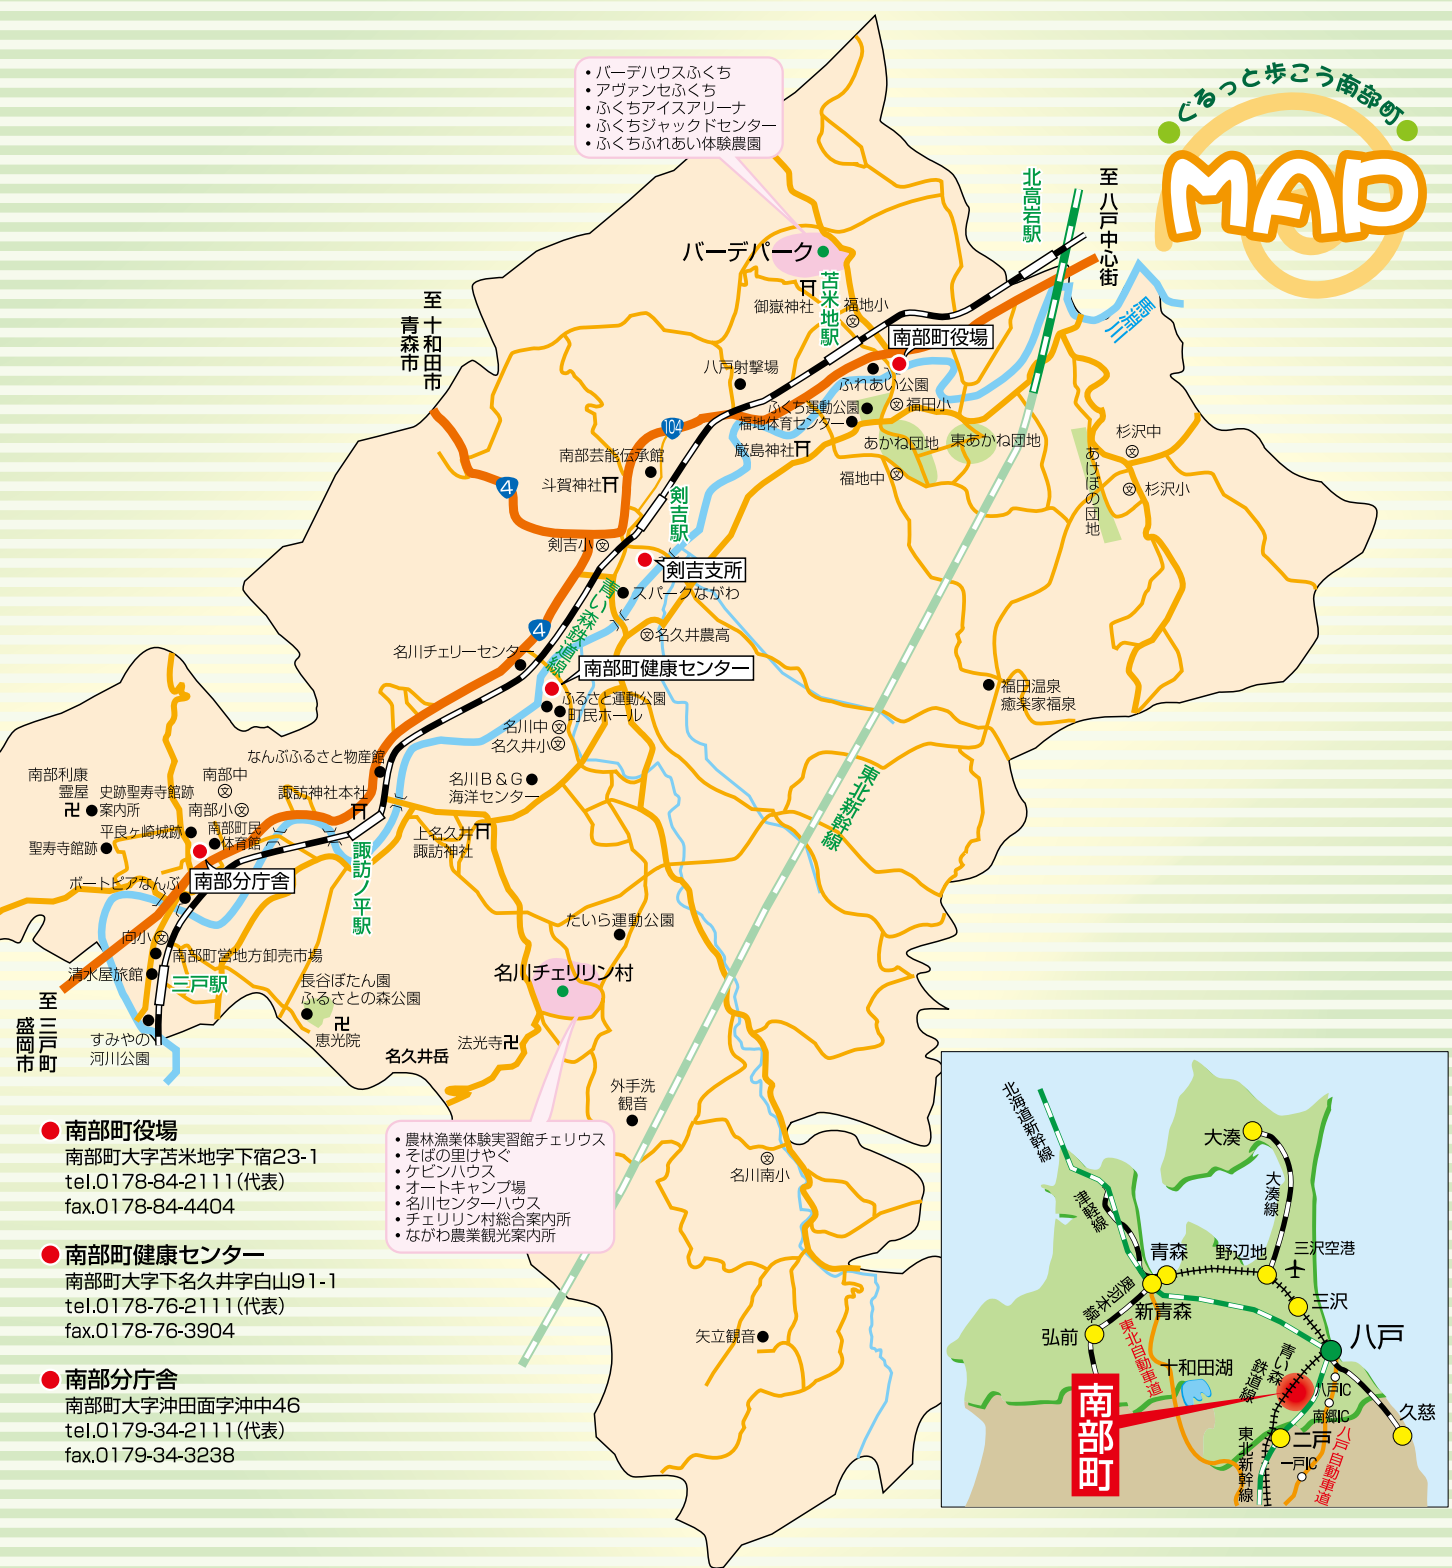 ぐるっと歩こう南部町
MAP
・バーデハウスふくち
・アヴァンセふくち
・ふくちアイスアリーナ
・ふくちジャックドセンター
・ふくちふれあい体験農園
北高岩駅
至 八戸中心街
バーデパーク
苫米地駅
御嶽神社
福地小
馬淵川
至 十和田市
青森市
南部町役場
八戸射撃場
ふれあい公園
ふくち運動公園
福田小
福地体育センター
104
あかね団地
東あかね団地
厳島神社
杉沢中
南部芸能伝承館
福地中
あけぼの団地
4
斗賀神社
杉沢小
剣吉駅
剣吉小
剣吉支所
スパークながわ
青い森鉄道線
4
名久井農高
名川チェリーセンター
南部町健康センター
ふるさと運動公園
町民ホール
福田温泉
癒楽家福泉
名川中
名久井小
なんぶふるさと物産館
東北新幹線
南部利康
霊屋
南部中
名川B&G
海洋センター
史跡聖寿寺館跡
案内所
南部小
諏訪神社本社
平良ヶ崎城跡
南部町民
体育館
上名久井
諏訪神社
聖寿寺館跡
諏訪ノ平駅
ボートピアなんぶ
南部分庁舎
たいら運動公園
向小
南部町営地方卸売市場
清水屋旅館
三戸駅
名川チェリリン村
長谷ぼたん園
ふるさとの森公園
至 三戸町
盛岡市
すみやの
河川公園
恵光院
法光寺
名久井岳
外手洗
観音
・農林漁業体験実習館チェリウス
・そばの里けやぐ
・ケビンハウス
・オートキャンプ場
・名川センターハウス
・チェリリン村総合案内所
・ながわ農業観光案内所
名川南小
矢立観音
南部町役場
南部町大字苫米地字下宿23-1
tel.0178-84-2111(代表)
fax.0178-84-4404
南部町健康センター
南部町大字下名久井字白山91-1
tel.0178-76-2111(代表)
fax.0178-76-3904
南部分庁舎
南部町大字沖田面字沖中46
tel.0179-34-2111(代表)
fax.0179-34-3238
北海道新幹線
大湊
大湊線
津軽線
青森
野辺地
三沢空港
奥羽本線
新青森
三沢
弘前
東北自動車道
八戸
青い森
鉄道線
十和田湖
八戸IC
南郷IC
久慈
南部町
二戸
一戸IC
東北新幹線
八戸自動車道